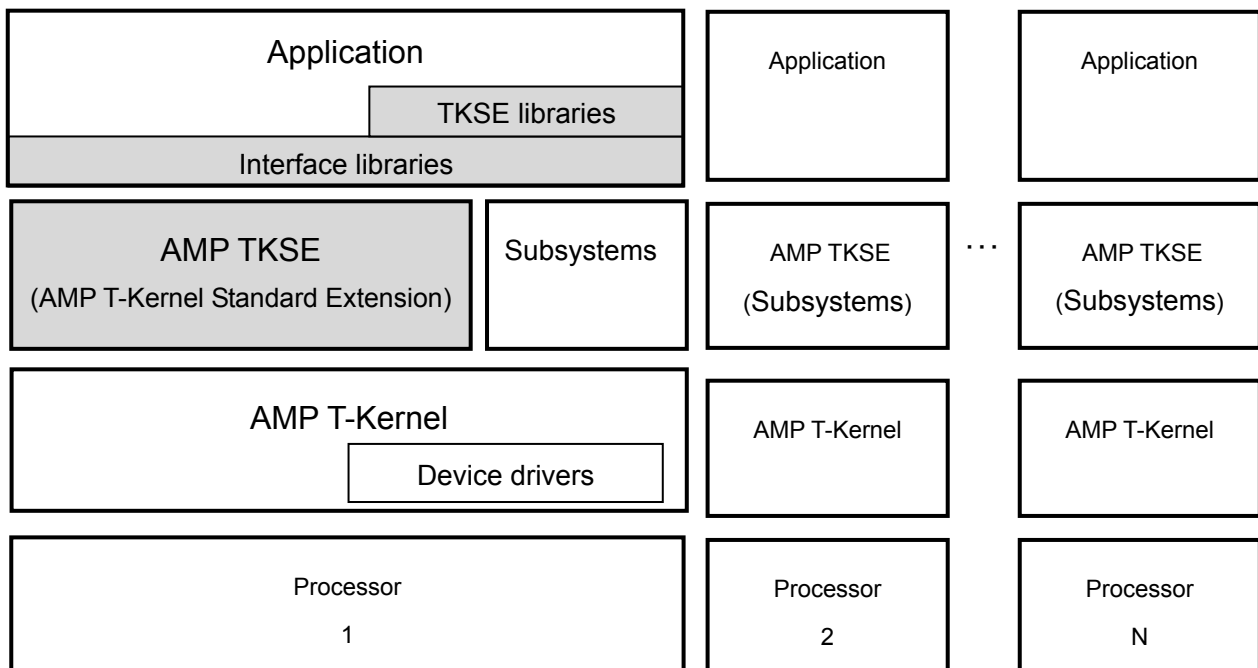 Application
TKSE libraries
Interface libraries
AMP TKSE
(AMP T-Kernel Standard Extension)
Subsystems
AMP T-Kernel
Device drivers
Processor
1
Application
AMP TKSE
(Subsystems)
AMP T-Kernel
Processor
2
...
Application
AMP TKSE
(Subsystems)
AMP T-Kernel
Processor
N